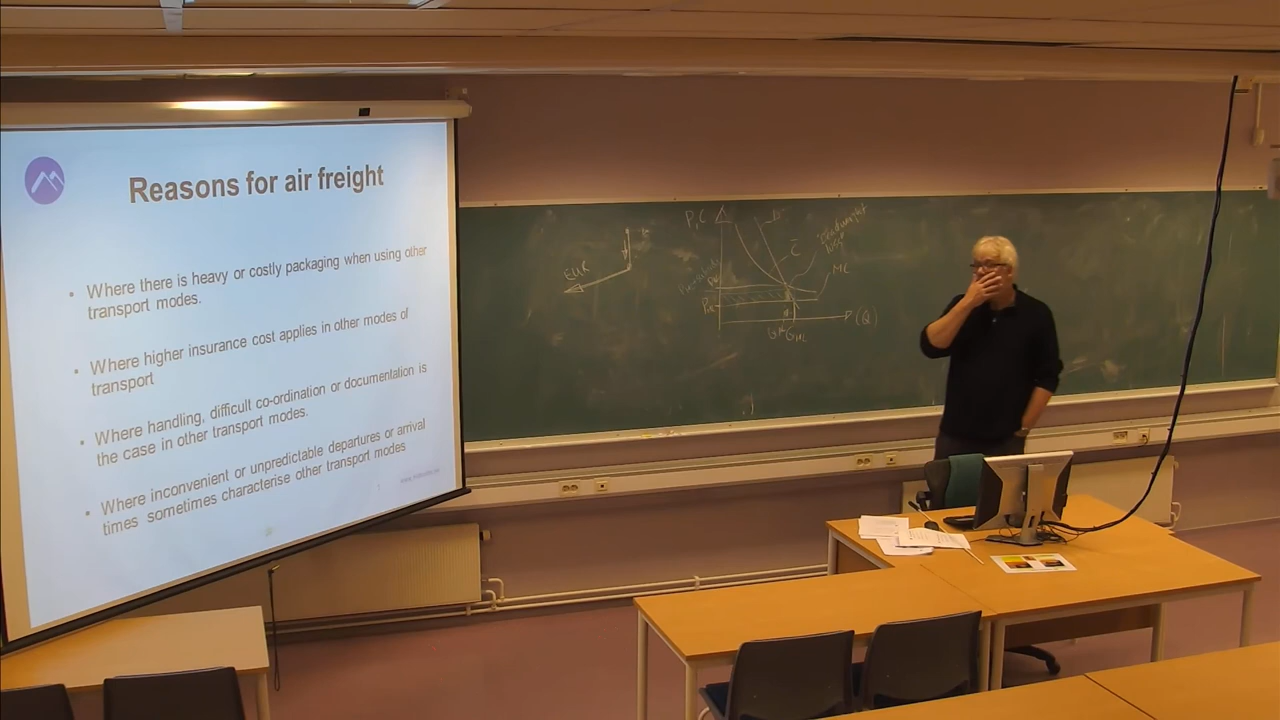 Reasons for air freight
• Where there is heavy or costly packaging when using other
transport modes.
• Where higher insurance cost applies in other modes of
transport
• Where handling, difficult co-ordination or documentation is
the case in other transport modes.
• Where inconvenient or unpredictable departures or arrival
times sometimes characterise other transport modes
EUR
P, C
D
C
MC
(Q)